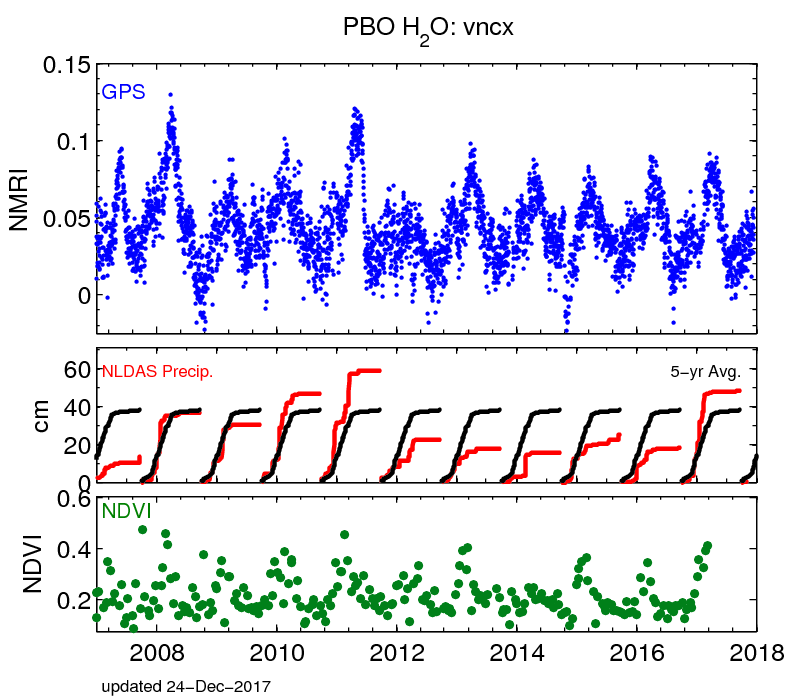 PBO H2O: vncx
0.15
GPS
0.1
NMRI
0.05
0
NLDAS Precip. 5-yr Avg.
60
cm
40
20
0
0.6
NDVI
NDVI
0.4
0.2
2008 2010 2012 2014 2016 2018
updated 24-Dec-2017